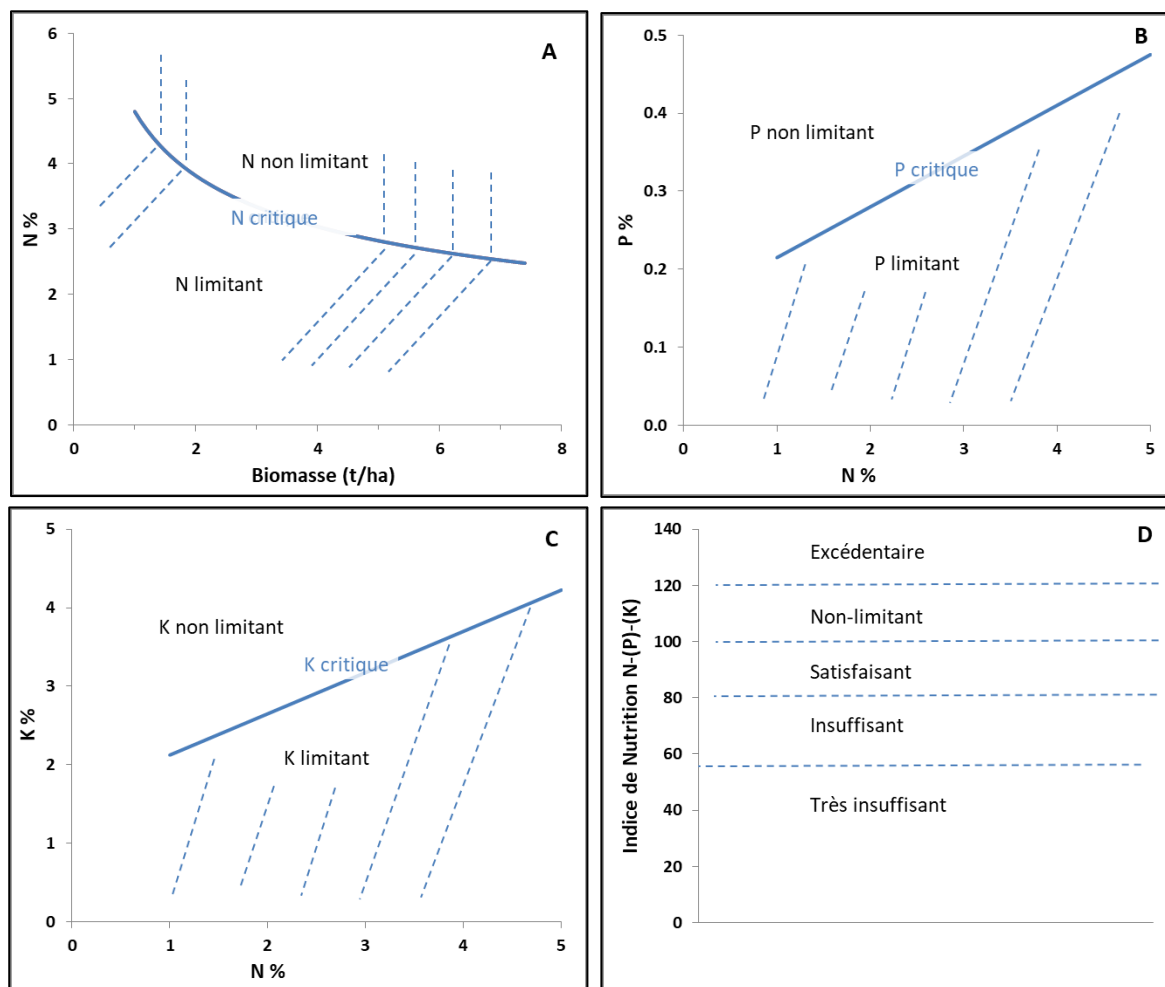 A
6
5
4
3
2
1
0
N %
N non limitant
N critique
N limitant
0 2 4 6 8
Biomasse (t/ha)
B
0.5
0.4
0.3
0.2
0.1
0.0
P %
P non limitant
P critique
P limitant
0 1 2 3 4 5
N %
C
5
4
3
2
1
0
K %
K non limitant
K critique
K limitant
0 1 2 3 4 5
N %
D
140
120
100
80
60
40
20
0
Indice de Nutrition N-(P)-(K)
Excédentaire
Non-limitant
Satisfaisant
Insuffisant
Très insuffisant